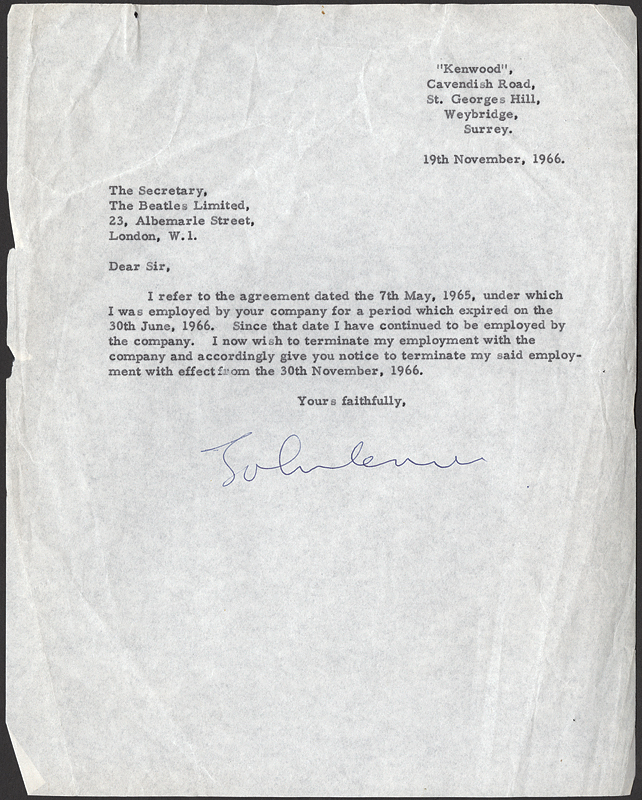 "Kenwood",
Cavendish Road,
St. Georges Hill,
Weybridge,
Surrey.
19th November, 1966.
The Secretary,
The Beatles Limited,
23, Albemarle Street,
London, W.1.
Dear Sir,
I refer to the agreement dated the 7th May, 1965, under which
I was employed by your company for a period which expired on the
30th June, 1966. Since that date I have continued to be employed by
the company. I now wish to terminate my employment with the
company and accordingly give you notice to terminate my said employ-
ment with effect from the 30th November, 1966.
Yours faithfully,
John Lennon